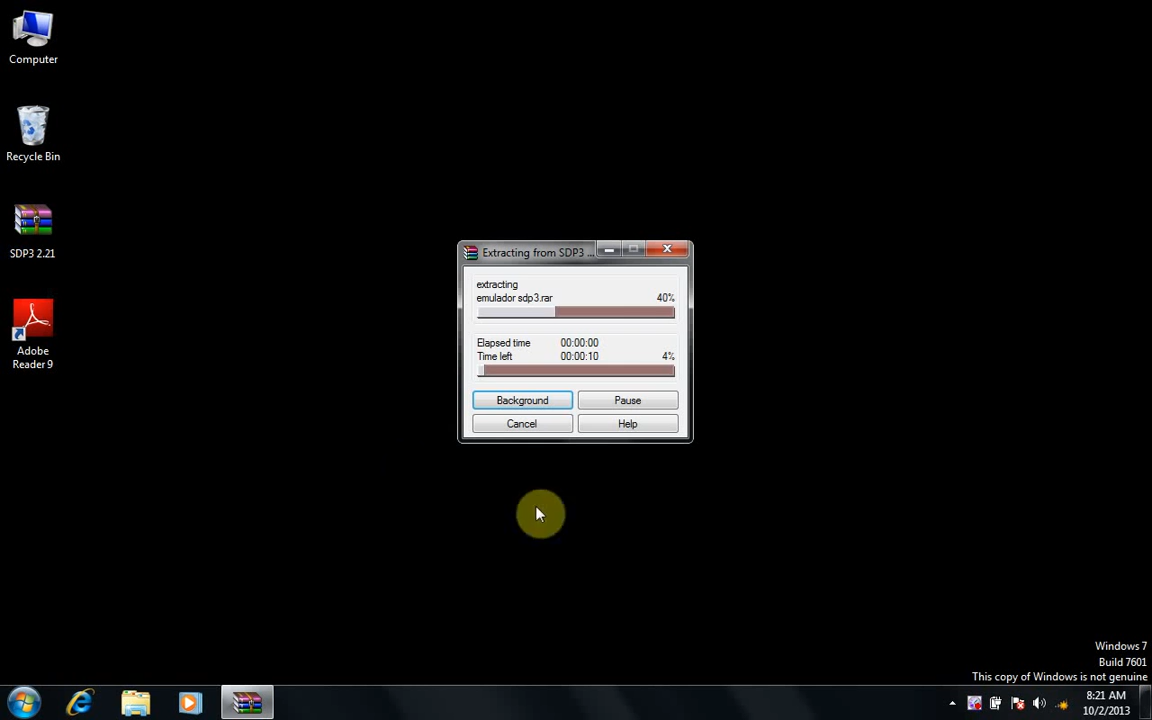 Computer
Recycle Bin
SDP3 2.21
Adobe
Reader 9
Extracting from SDP3 ...
extracting
emulador sdp3.rar 40%
Elapsed time 00:00:00
Time left 00:00:10 4%
Background Pause
Cancel Help
Windows 7
Build 7601
This copy of Windows is not genuine
8:21 AM
10/2/2013